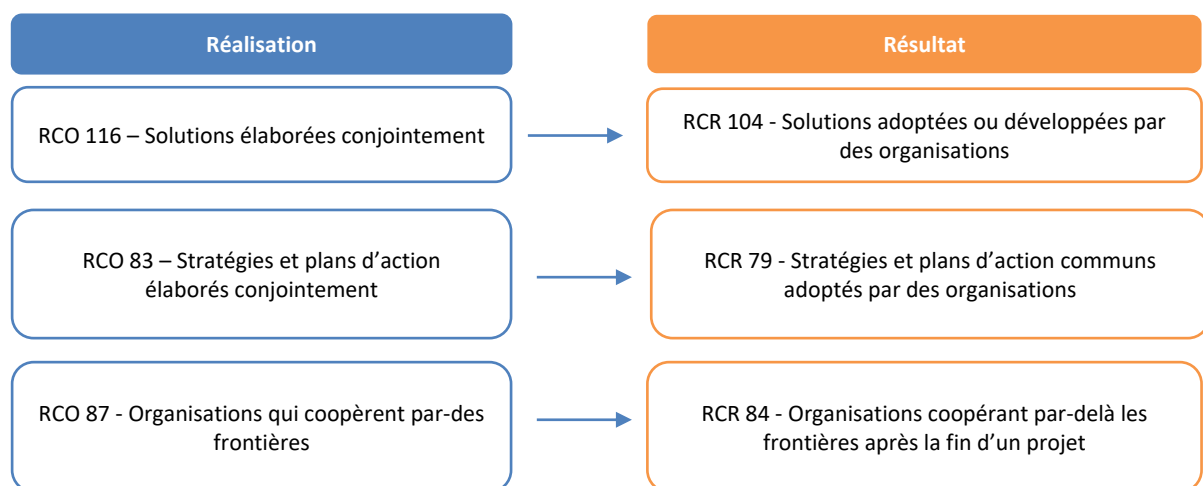 Réalisation
Résultat
RCO 116 – Solutions élaborées conjointement
RCR 104 - Solutions adoptées ou développées par
des organisations
RCO 83 – Stratégies et plans d’action
élaborés conjointement
RCR 79 - Stratégies et plans d’action communs
adoptés par des organisations
RCO 87 - Organisations qui coopèrent par-des
frontières
RCR 84 - Organisations coopérant par-delà les
frontières après la fin d’un projet